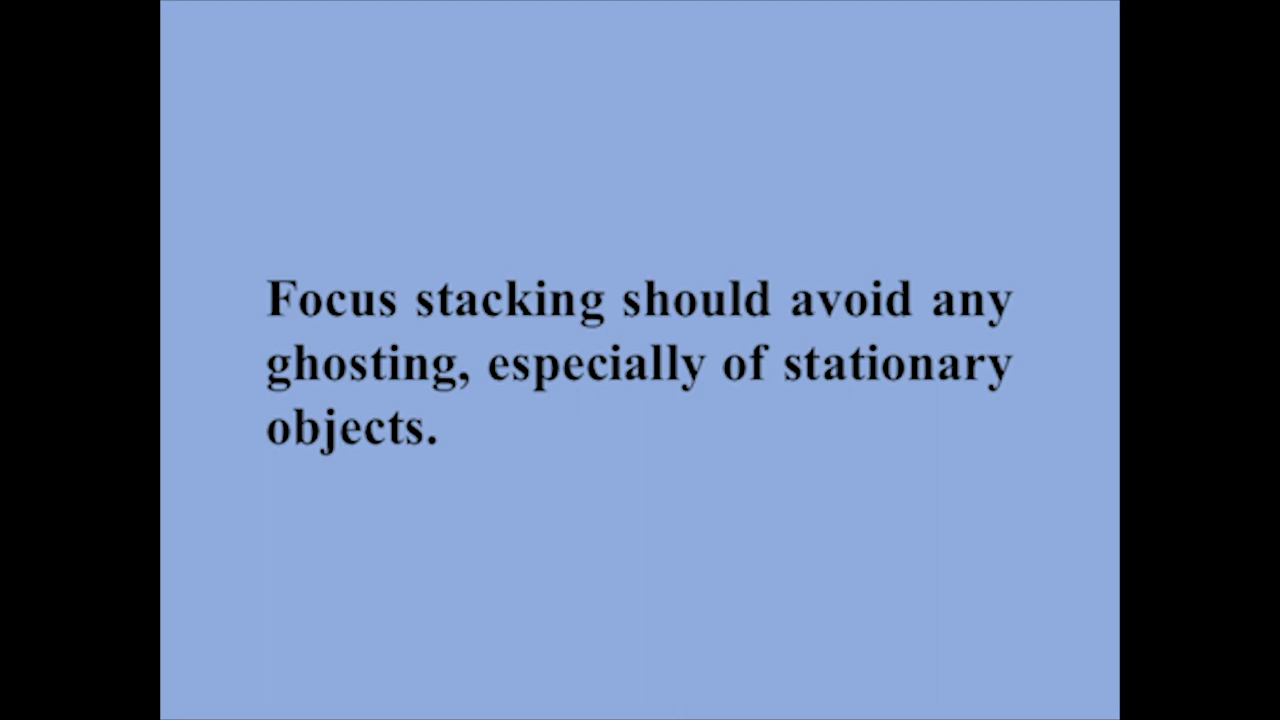 Focus stacking should avoid any
ghosting, especially of stationary
objects.